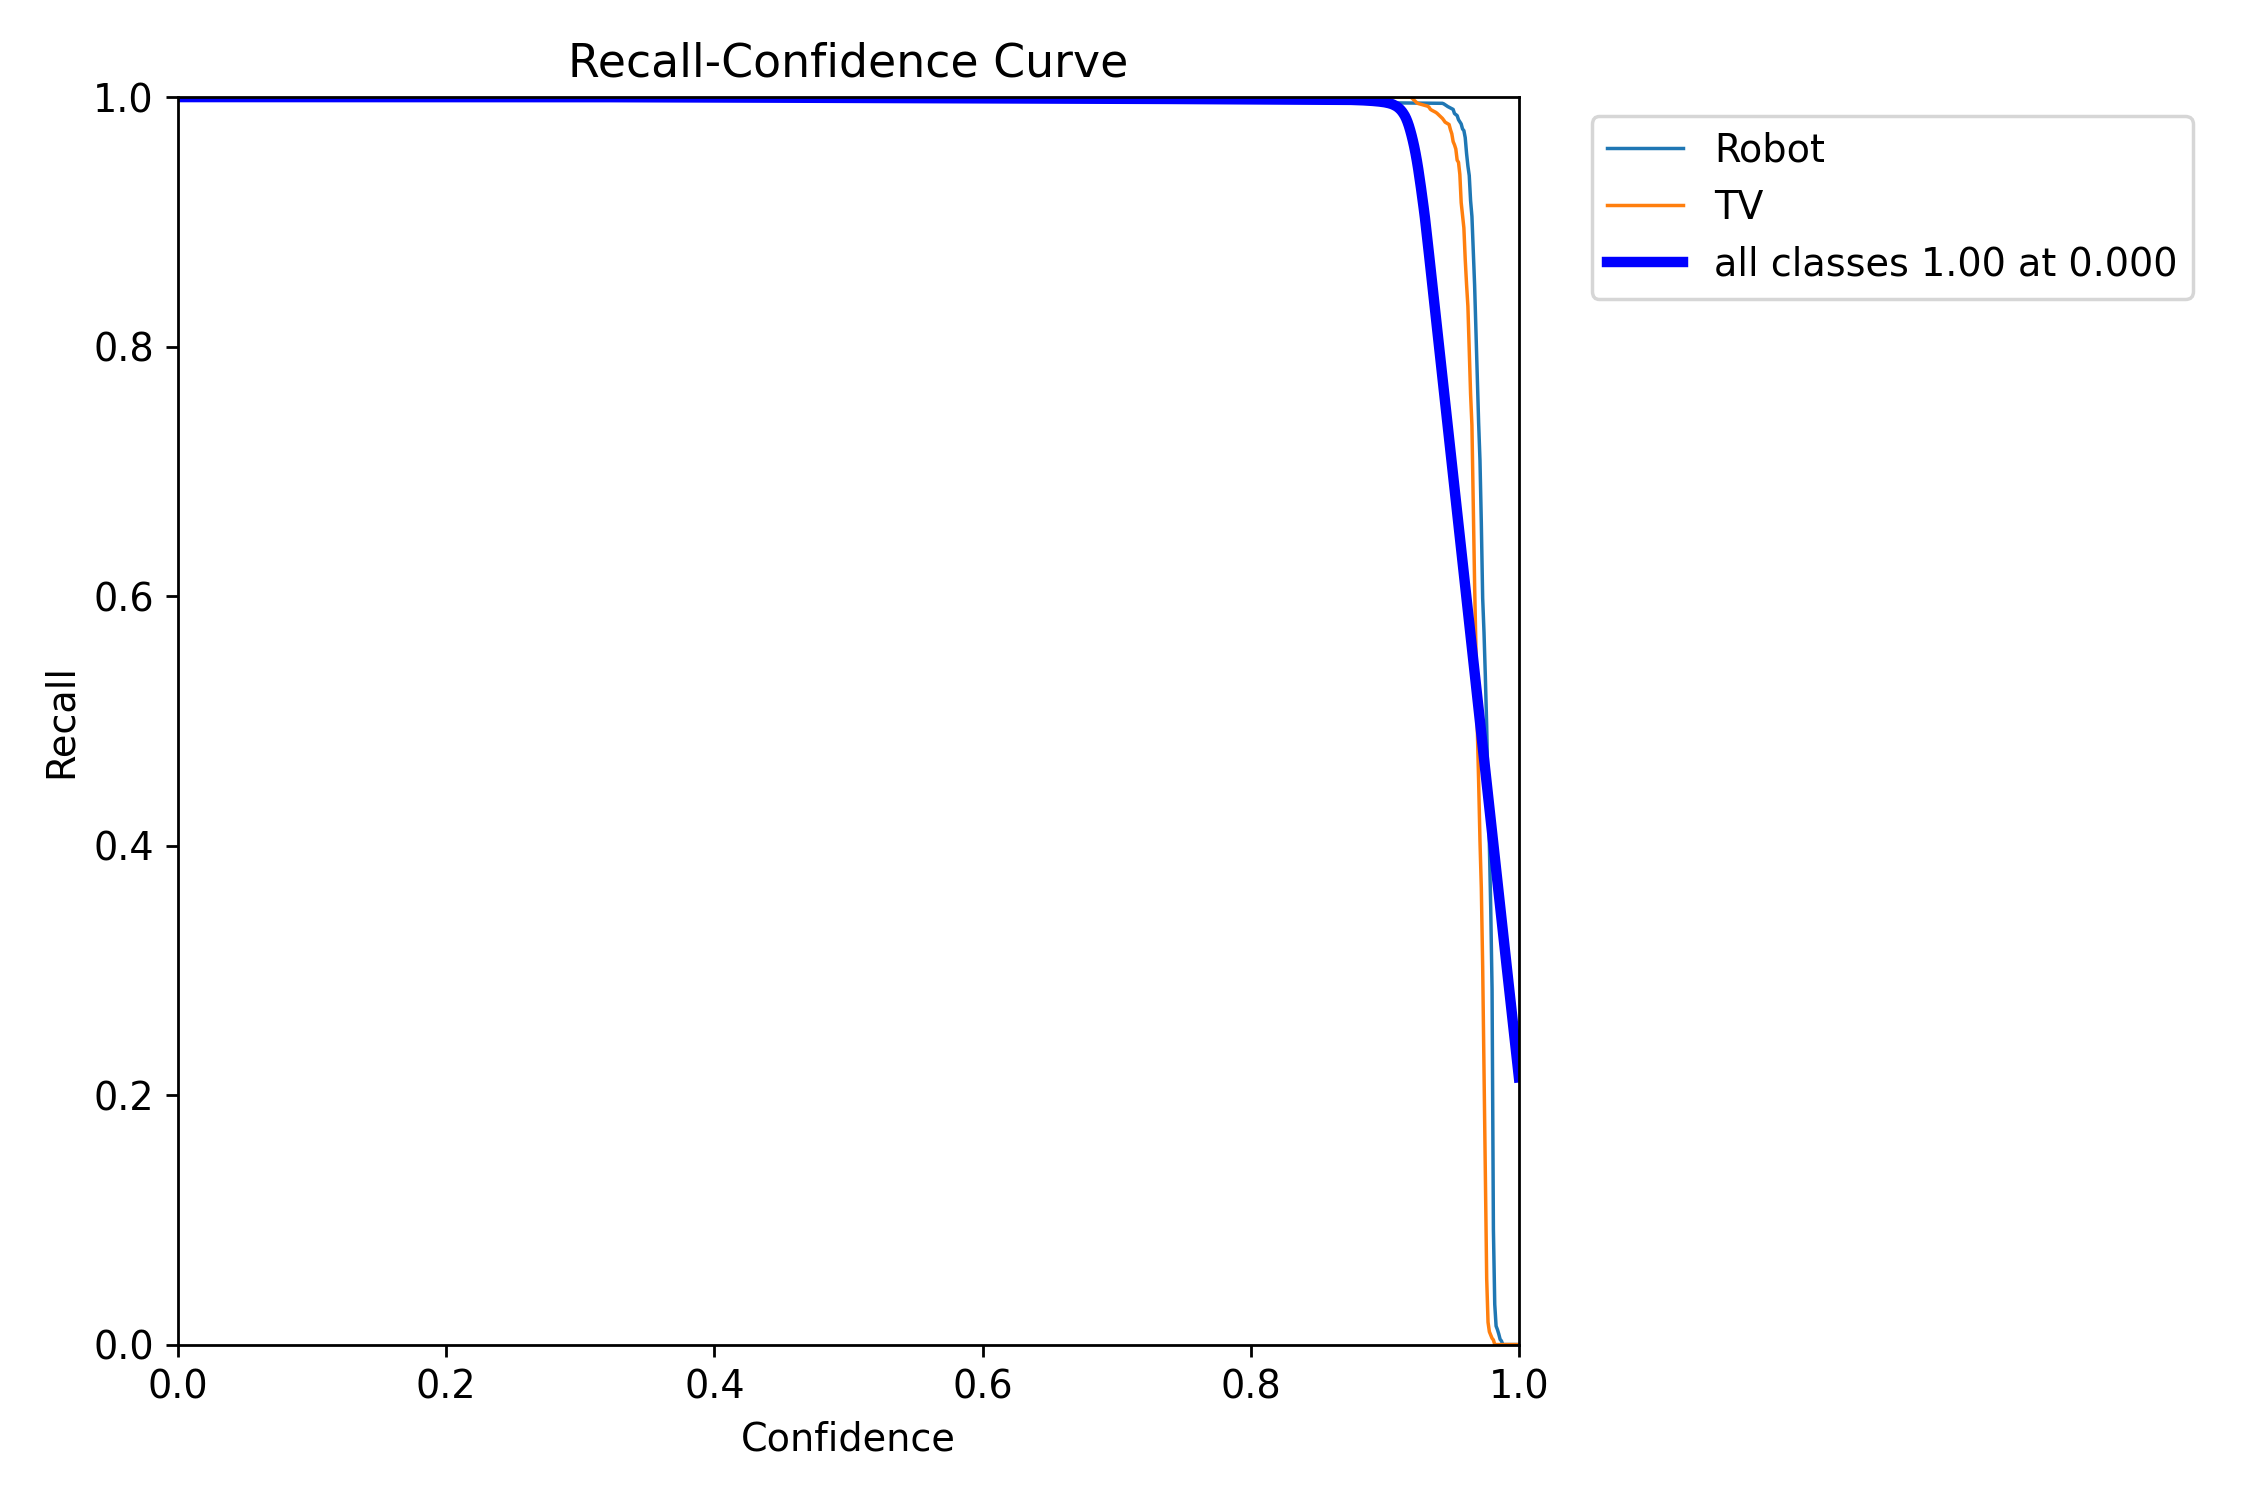 Recall-Confidence Curve
1.0
0.8
0.6
0.4
0.2
0.0
Recall
0.0 0.2 0.4 0.6 0.8 1.0
Confidence
Robot
TV
all classes 1.00 at 0.000